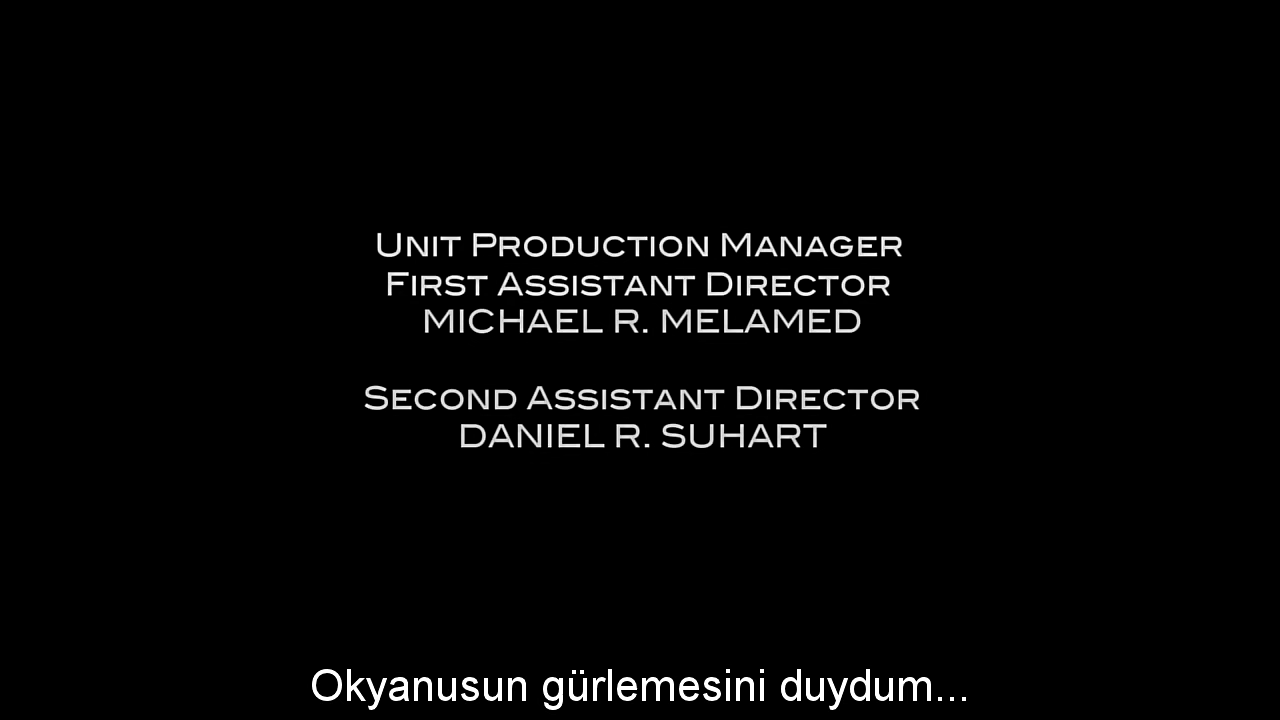 Unit Production Manager
First Assistant Director
MICHAEL R. MELAMED
Second Assistant Director
DANIEL R. SUHART
Okyanusun gürlemesini duydum...